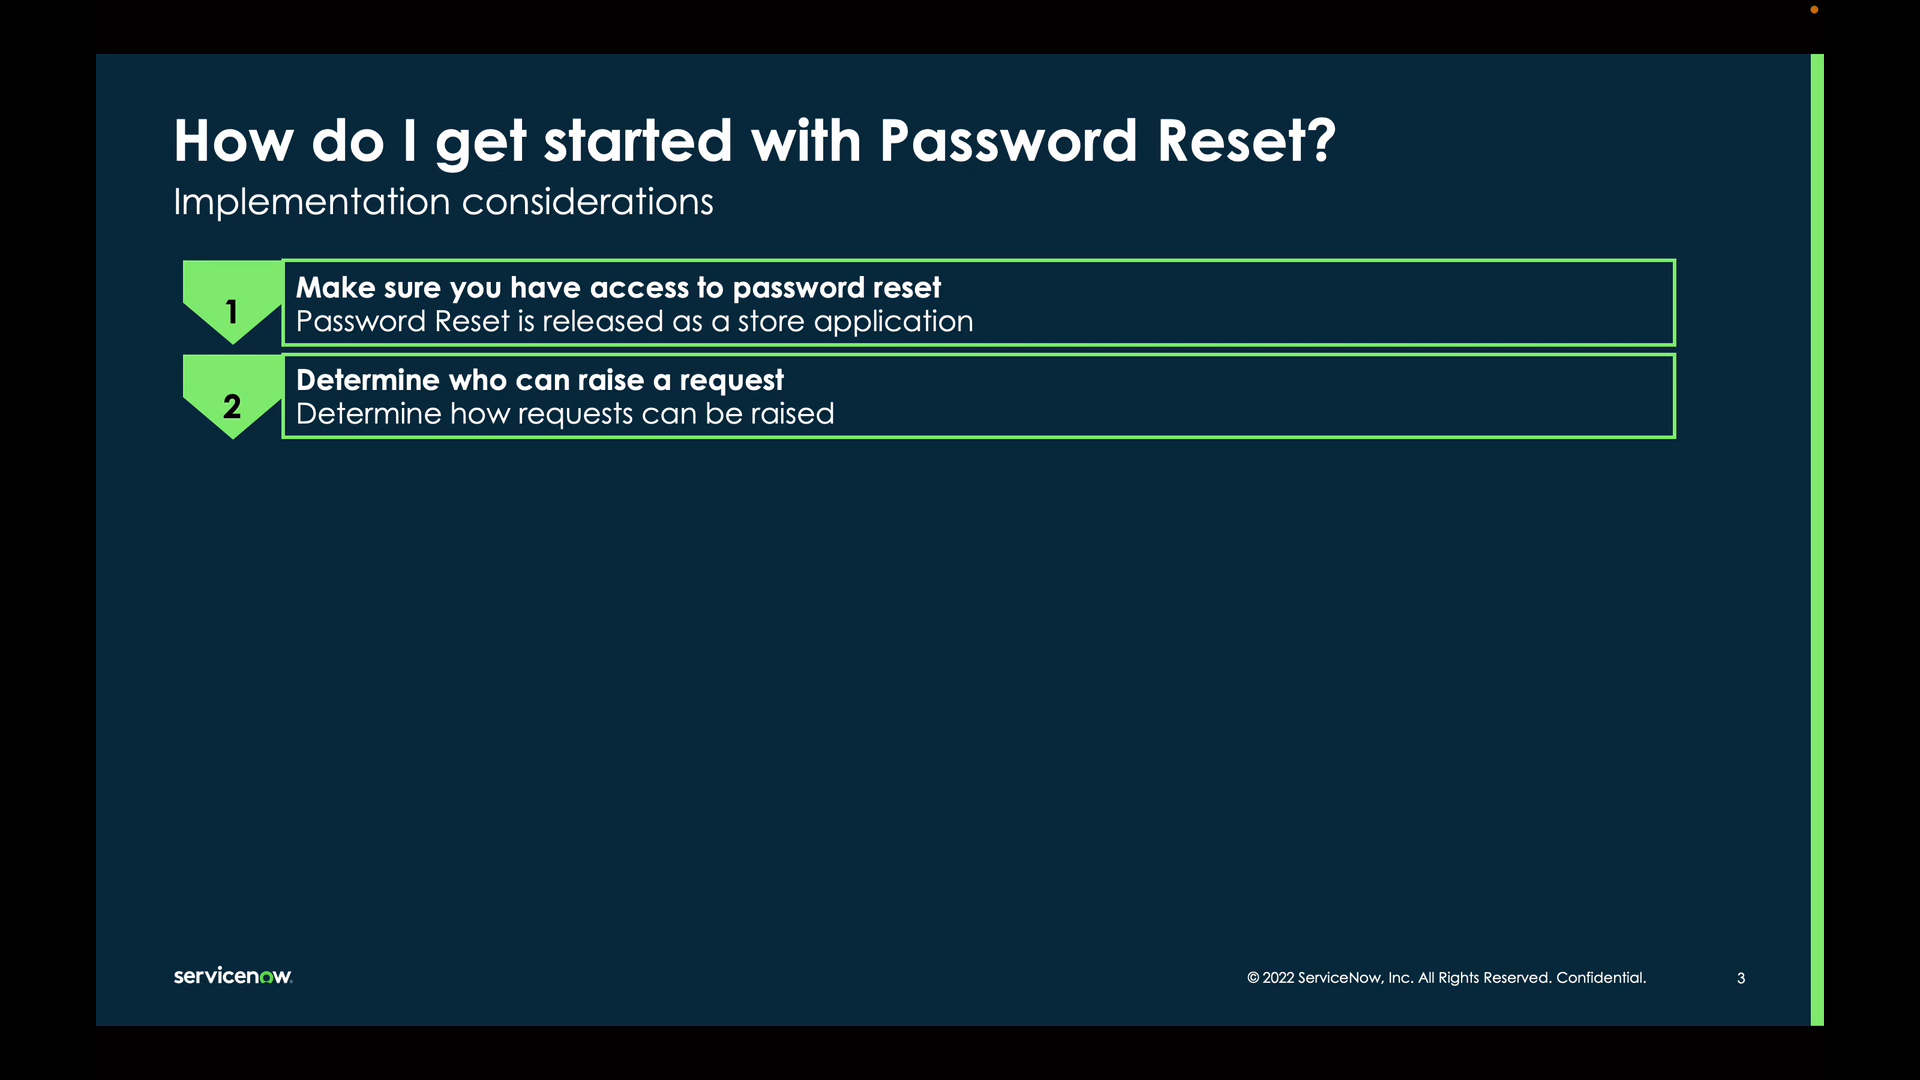 How do I get started with Password Reset?
Implementation considerations
1
Make sure you have access to password reset
Password Reset is released as a store application
2
Determine who can raise a request
Determine how requests can be raised
servicenow
© 2022 ServiceNow, Inc. All Rights Reserved. Confidential.
3